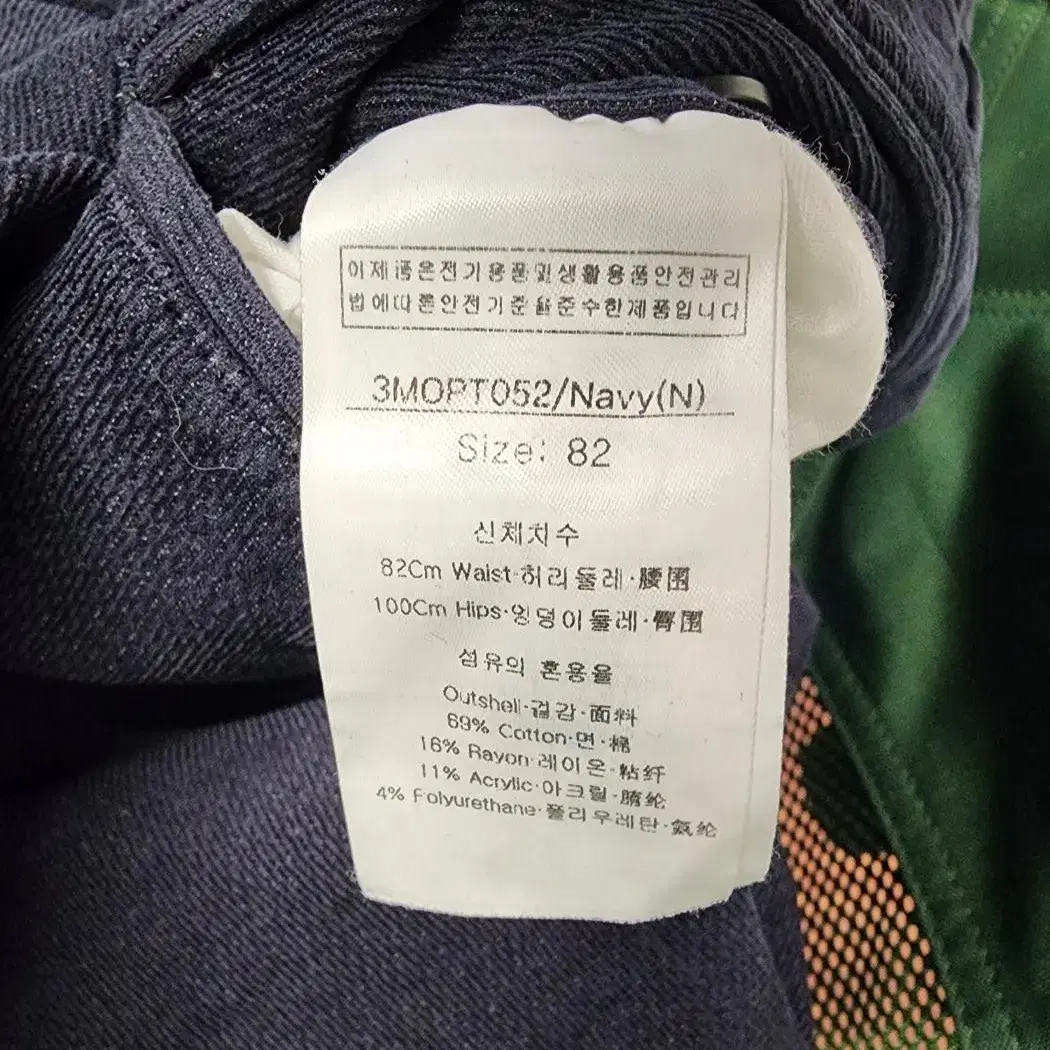 이제품은전기용품및생활용품안전관리
법에따른안전기준을준수한제품입니다
3MOPT052/Navy(N)
Size: 82
신체치수
82Cm Waist·허리둘레·腰围
100Cm Hips·엉덩이둘레·臀围
섬유의 혼용율
Outshell·겉감·面料
69% Cotton·면·棉
16% Rayon·레이온·粘纤
11% Acrylic·아크릴·腈纶
4% Polyurethane·폴리우레탄·氨纶